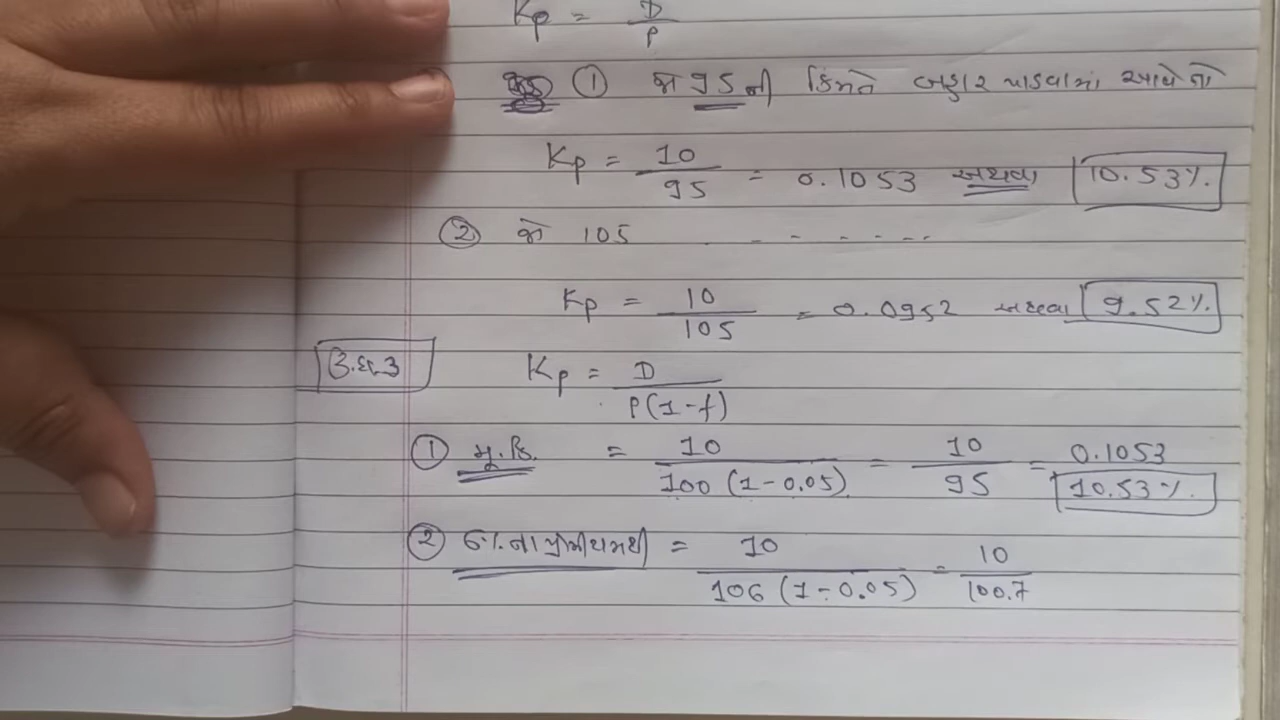 Kp = D / P
① જો 95 ની કિંમતે બહાર પાડવામાં આવે તો
Kp = 10 / 95 = 0.1053 અથવા 10.53%.
② જો 105 . - - - - - -
Kp = 10 / 105 = 0.0952 અથવા 9.52%.
ઉ.દા.3 Kp = D / P(1-f)
① મૂ.કિં. = 10 / 100 (1-0.05) = 10 / 95 = 0.1053
10.53%.
② 6%ના પ્રીમીયમથી = 10 / 106 (1-0.05) = 10 / 100.7